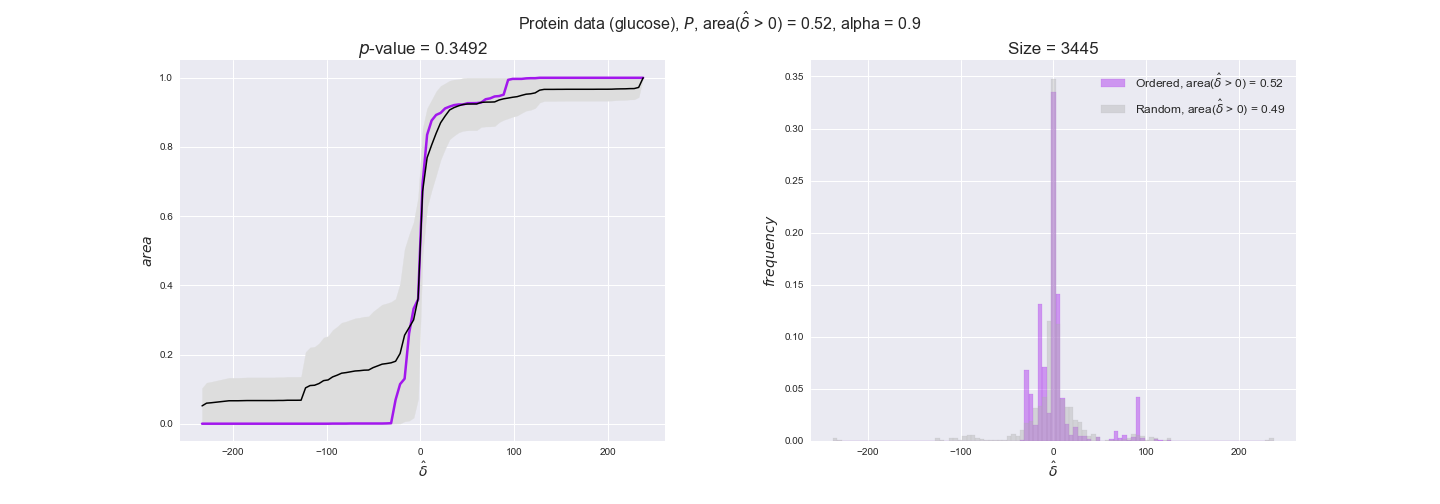 Protein data (glucose), P, area(δ̂ > 0) = 0.52, alpha = 0.9
p-value = 0.3492
1.0
0.8
0.6
0.4
0.2
0.0
area
−200 −100 0 100 200
δ̂
Size = 3445
0.35
0.30
0.25
0.20
0.15
0.10
0.05
0.00
frequency
Ordered, area(δ̂ > 0) = 0.52
Random, area(δ̂ > 0) = 0.49
−200 −100 0 100 200
δ̂